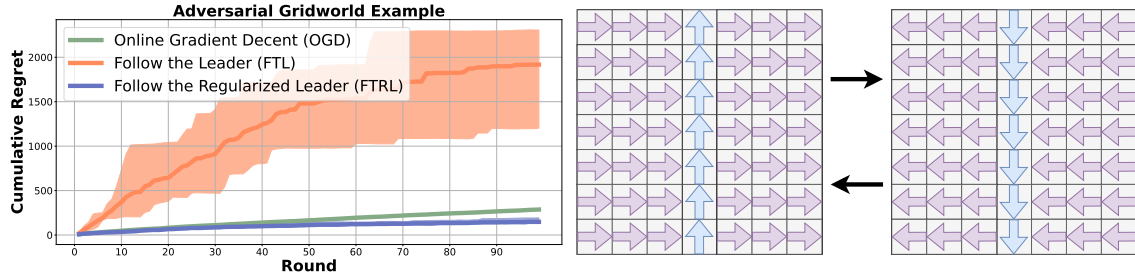 Adversarial Gridworld Example
Online Gradient Decent (OGD)
Follow the Leader (FTL)
Follow the Regularized Leader (FTRL)
Cumulative Regret
2000
1500
1000
500
0
0 10 20 30 40 50 60 70 80 90
Round